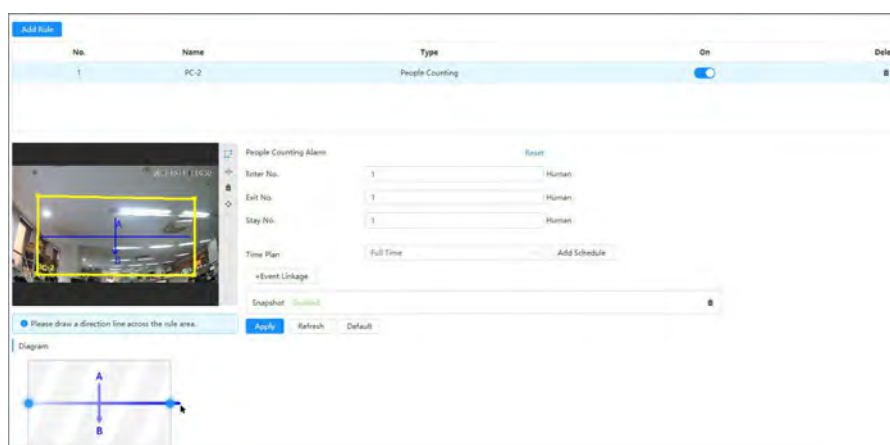 Add Rule
No. Name Type On Dele
1 PC-2 People Counting
People Counting Alarm Reset
Enter No. 1 Human
Exit No. 1 Human
Stay No. 1 Human
A
B
PC-2
Time Plan Full Time Add Schedule
+Event Linkage
Snapshot
Please draw a direction line across the rule area.
Apply Refresh Default
Diagram
A
B